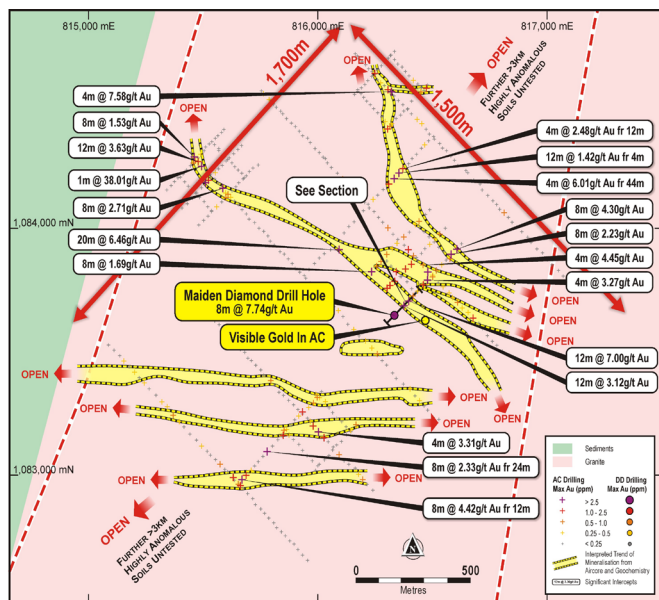 815,000 mE
816,000 mE
817,000 mE
1,700m
1,500m
OPEN
OPEN
FURTHER >3KM
HIGHLY ANOMALOUS
SOILS UNTESTED
4m @ 7.58g/t Au
OPEN
8m @ 1.53g/t Au
12m @ 3.63g/t Au
1m @ 38.01g/t Au
8m @ 2.71g/t Au
20m @ 6.46g/t Au
8m @ 1.69g/t Au
4m @ 2.48g/t Au fr 12m
12m @ 1.42g/t Au fr 4m
4m @ 6.01g/t Au fr 44m
See Section
8m @ 4.30g/t Au
8m @ 2.23g/t Au
4m @ 4.45g/t Au
4m @ 3.27g/t Au
1,084,000 mN
Maiden Diamond Drill Hole
8m @ 7.74g/t Au
Visible Gold In AC
OPEN
OPEN
OPEN
12m @ 7.00g/t Au
12m @ 3.12g/t Au
OPEN
OPEN
OPEN
OPEN
OPEN
OPEN
4m @ 3.31g/t Au
8m @ 2.33g/t Au fr 24m
1,083,000 mN
OPEN
OPEN
8m @ 4.42g/t Au fr 12m
OPEN
FURTHER >3KM
HIGHLY ANOMALOUS
SOILS UNTESTED
0
500
Metres
Sediments
Granite
AC Drilling
Max Au (ppm)
DD Drilling
Max Au (ppm)
> 2.5
1.0 - 2.5
0.5 - 1.0
0.25 - 0.5
< 0.25
Interpreted Trend of
Mineralisation from
Aircore and Geochemistry
Significant Intercepts